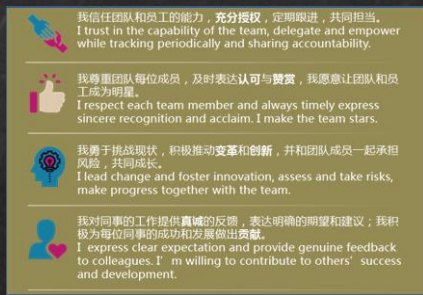 我信任团队和员工的能力，充分授权，定期跟进，共同担当。
I trust in the capability of the team, delegate and empower
while tracking periodically and sharing accountability.
我尊重团队每位成员，及时表达认可与赞赏，我愿意让团队和员
工成为明星。
I respect each team member and always timely express
sincere recognition and acclaim. I make the team stars.
我勇于挑战现状，积极推动变革和创新，并和团队成员一起承担
风险，共同成长。
I lead change and foster innovation, assess and take risks,
make progress together with the team.
我对同事的工作提供真诚的反馈，表达明确的期望和建议；我积
极为每位同事的成功和发展做出贡献。
I express clear expectation and provide genuine feedback
to colleagues. I'm willing to contribute to others' success
and development.